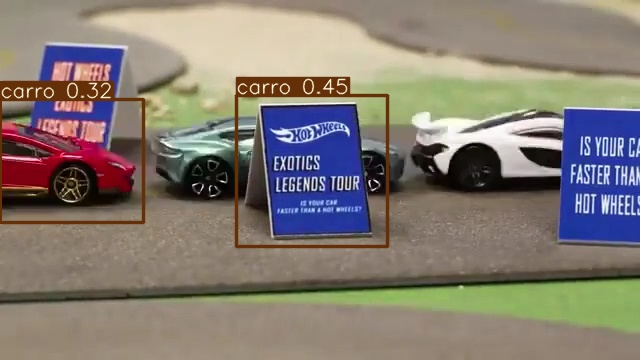 HOT WHEELS
EXOTICS
LEGENDS TOUR
carro 0.32
carro 0.45
HOT WHEELS
EXOTICS
LEGENDS TOUR
IS YOUR CAR
FASTER THAN A HOT WHEELS?
IS YOUR CA
FASTER THAN
HOT WHEELS